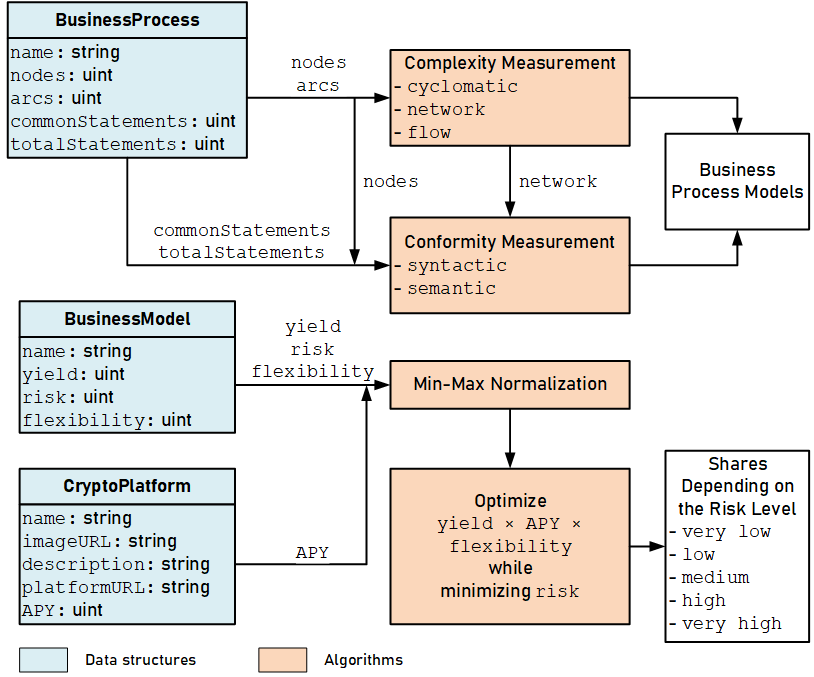 BusinessProcess
name: string
nodes: uint
arcs: uint
commonStatements: uint
totalStatements: uint
nodes
arcs
Complexity Measurement
- cyclomatic
- network
- flow
nodes
network
Business
Process Models
commonStatements
totalStatements
Conformity Measurement
- syntactic
- semantic
BusinessModel
name: string
yield: uint
risk: uint
flexibility: uint
yield
risk
flexibility
Min-Max Normalization
CryptoPlatform
name: string
imageURL: string
description: string
platformURL: string
APY: uint
APY
Optimize
yield × APY ×
flexibility
while
minimizing risk
Shares
Depending on
the Risk Level
- very low
- low
- medium
- high
- very high
Data structures
Algorithms